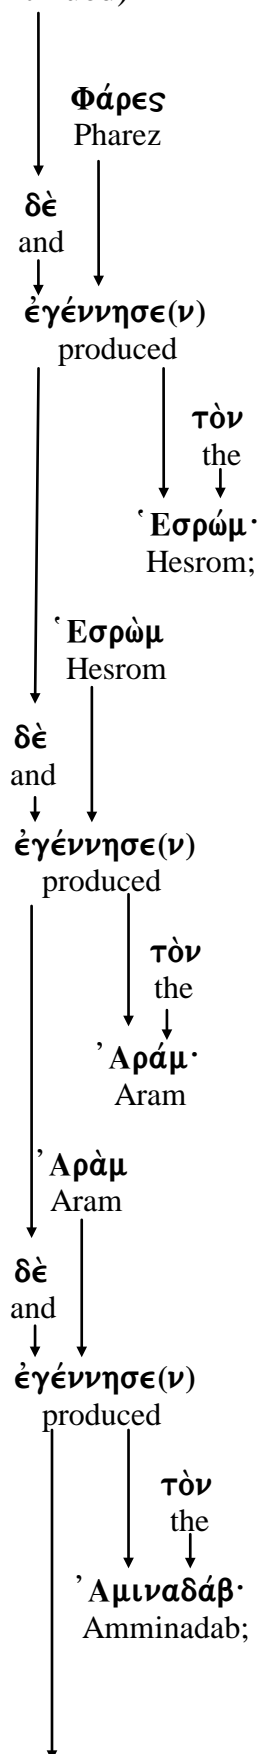 Φάρες
Pharez
δὲ
and
ἐγέννησε(ν)
produced
τὸν
the
Ἑσρώμ·
Hesrom;
Ἑσρὼμ
Hesrom
δὲ
and
ἐγέννησε(ν)
produced
τὸν
the
Ἀράμ·
Aram
Ἀρὰμ
Aram
δὲ
and
ἐγέννησε(ν)
produced
τὸν
the
Ἀμιναδάβ·
Amminadab;